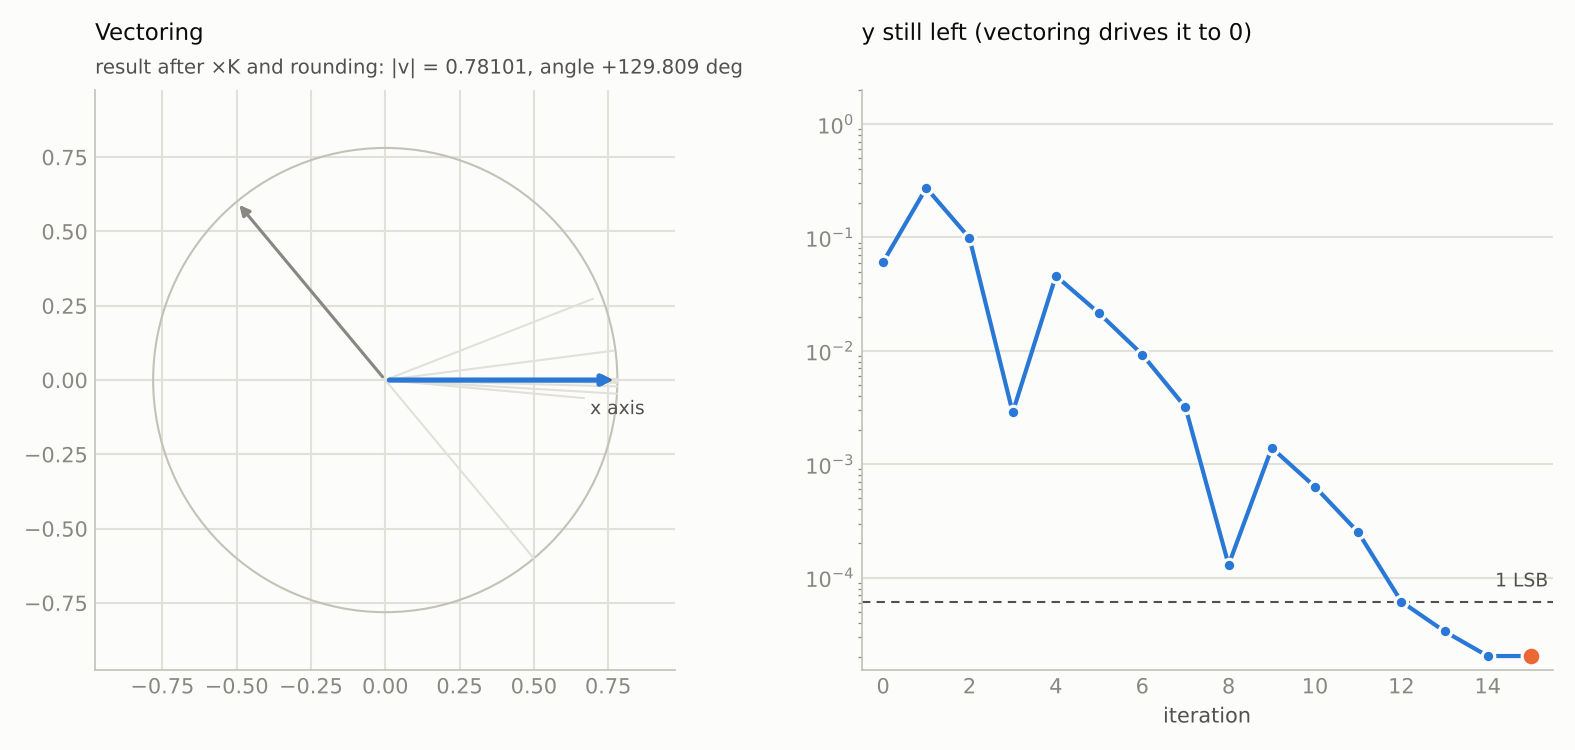 Vectoring
result after ×K and rounding: |v| = 0.78101, angle +129.809 deg
0.75
0.50
0.25
0.00
−0.25
−0.50
−0.75
−0.75 −0.50 −0.25 0.00 0.25 0.50 0.75
x axis
y still left (vectoring drives it to 0)
10⁰
10⁻¹
10⁻²
10⁻³
10⁻⁴
1 LSB
0 2 4 6 8 10 12 14
iteration